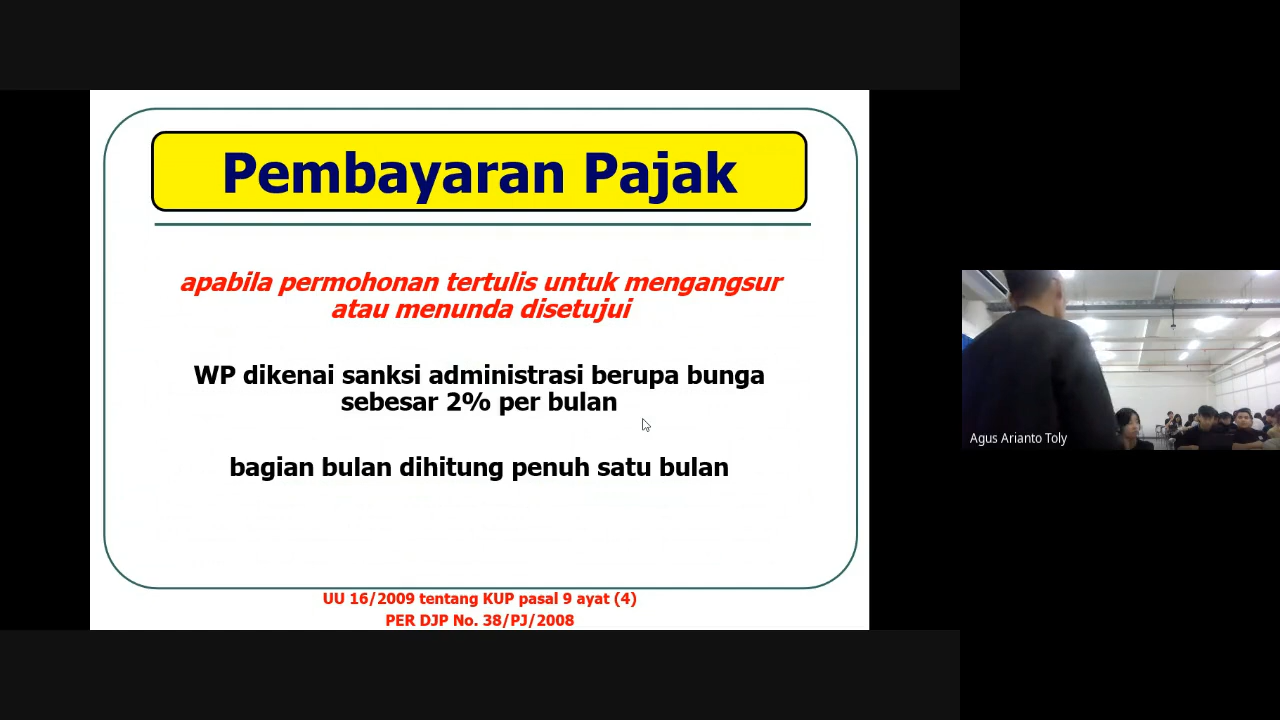 Pembayaran Pajak
apabila permohonan tertulis untuk mengangsur
atau menunda disetujui
WP dikenai sanksi administrasi berupa bunga
sebesar 2% per bulan
bagian bulan dihitung penuh satu bulan
UU 16/2009 tentang KUP pasal 9 ayat (4)
PER DJP No. 38/PJ/2008
Agus Arianto Toly